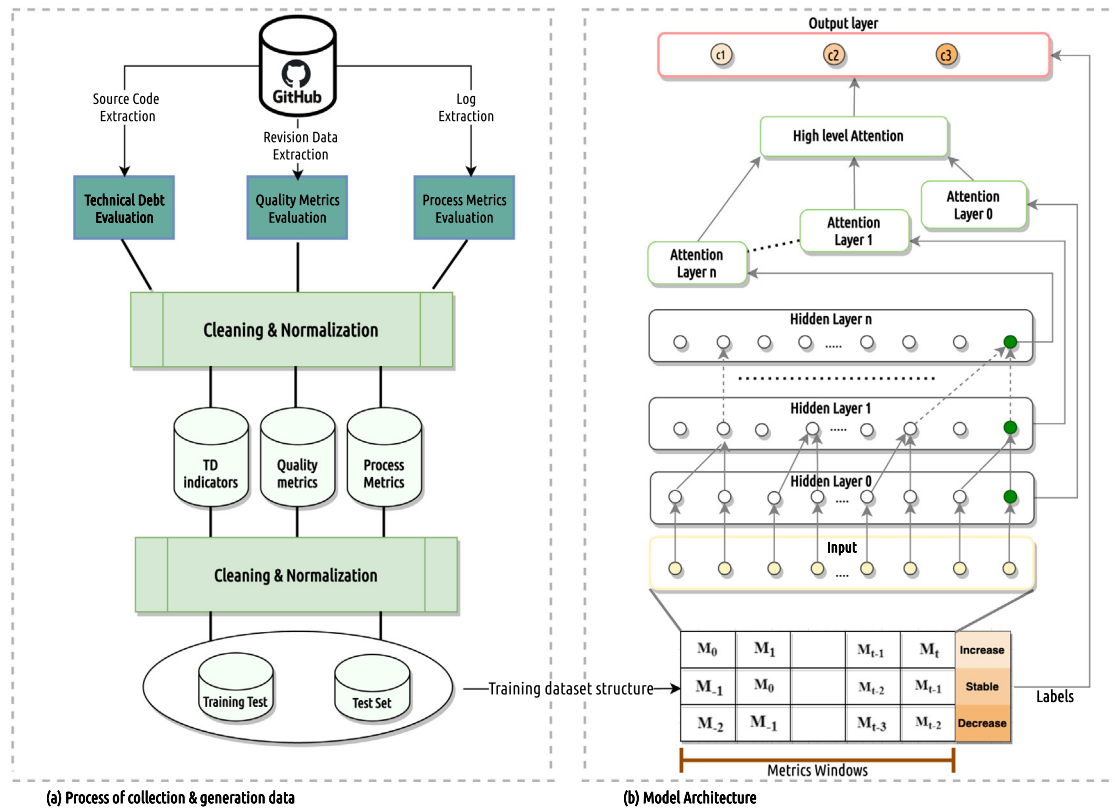 GitHub
Source Code
Extraction
Revision Data
Extraction
Log
Extraction
Technical Debt
Evaluation
Quality Metrics
Evaluation
Process Metrics
Evaluation
Cleaning & Normalization
TD
indicators
Quality
metrics
Process
Metrics
Cleaning & Normalization
Training Test
Test Set
Training dataset structure
(a) Process of collection & generation data
Output layer
c1 c2 c3
High level Attention
Attention
Layer 0
Attention
Layer 1
Attention
Layer n
Hidden Layer n
.....
Hidden Layer 1
.....
Hidden Layer 0
....
Input
....
M0 M1 Mt-1 Mt Increase
M-1 M0 Mt-2 Mt-1 Stable
M-2 M-1 Mt-3 Mt-2 Decrease
Labels
Metrics Windows
(b) Model Architecture